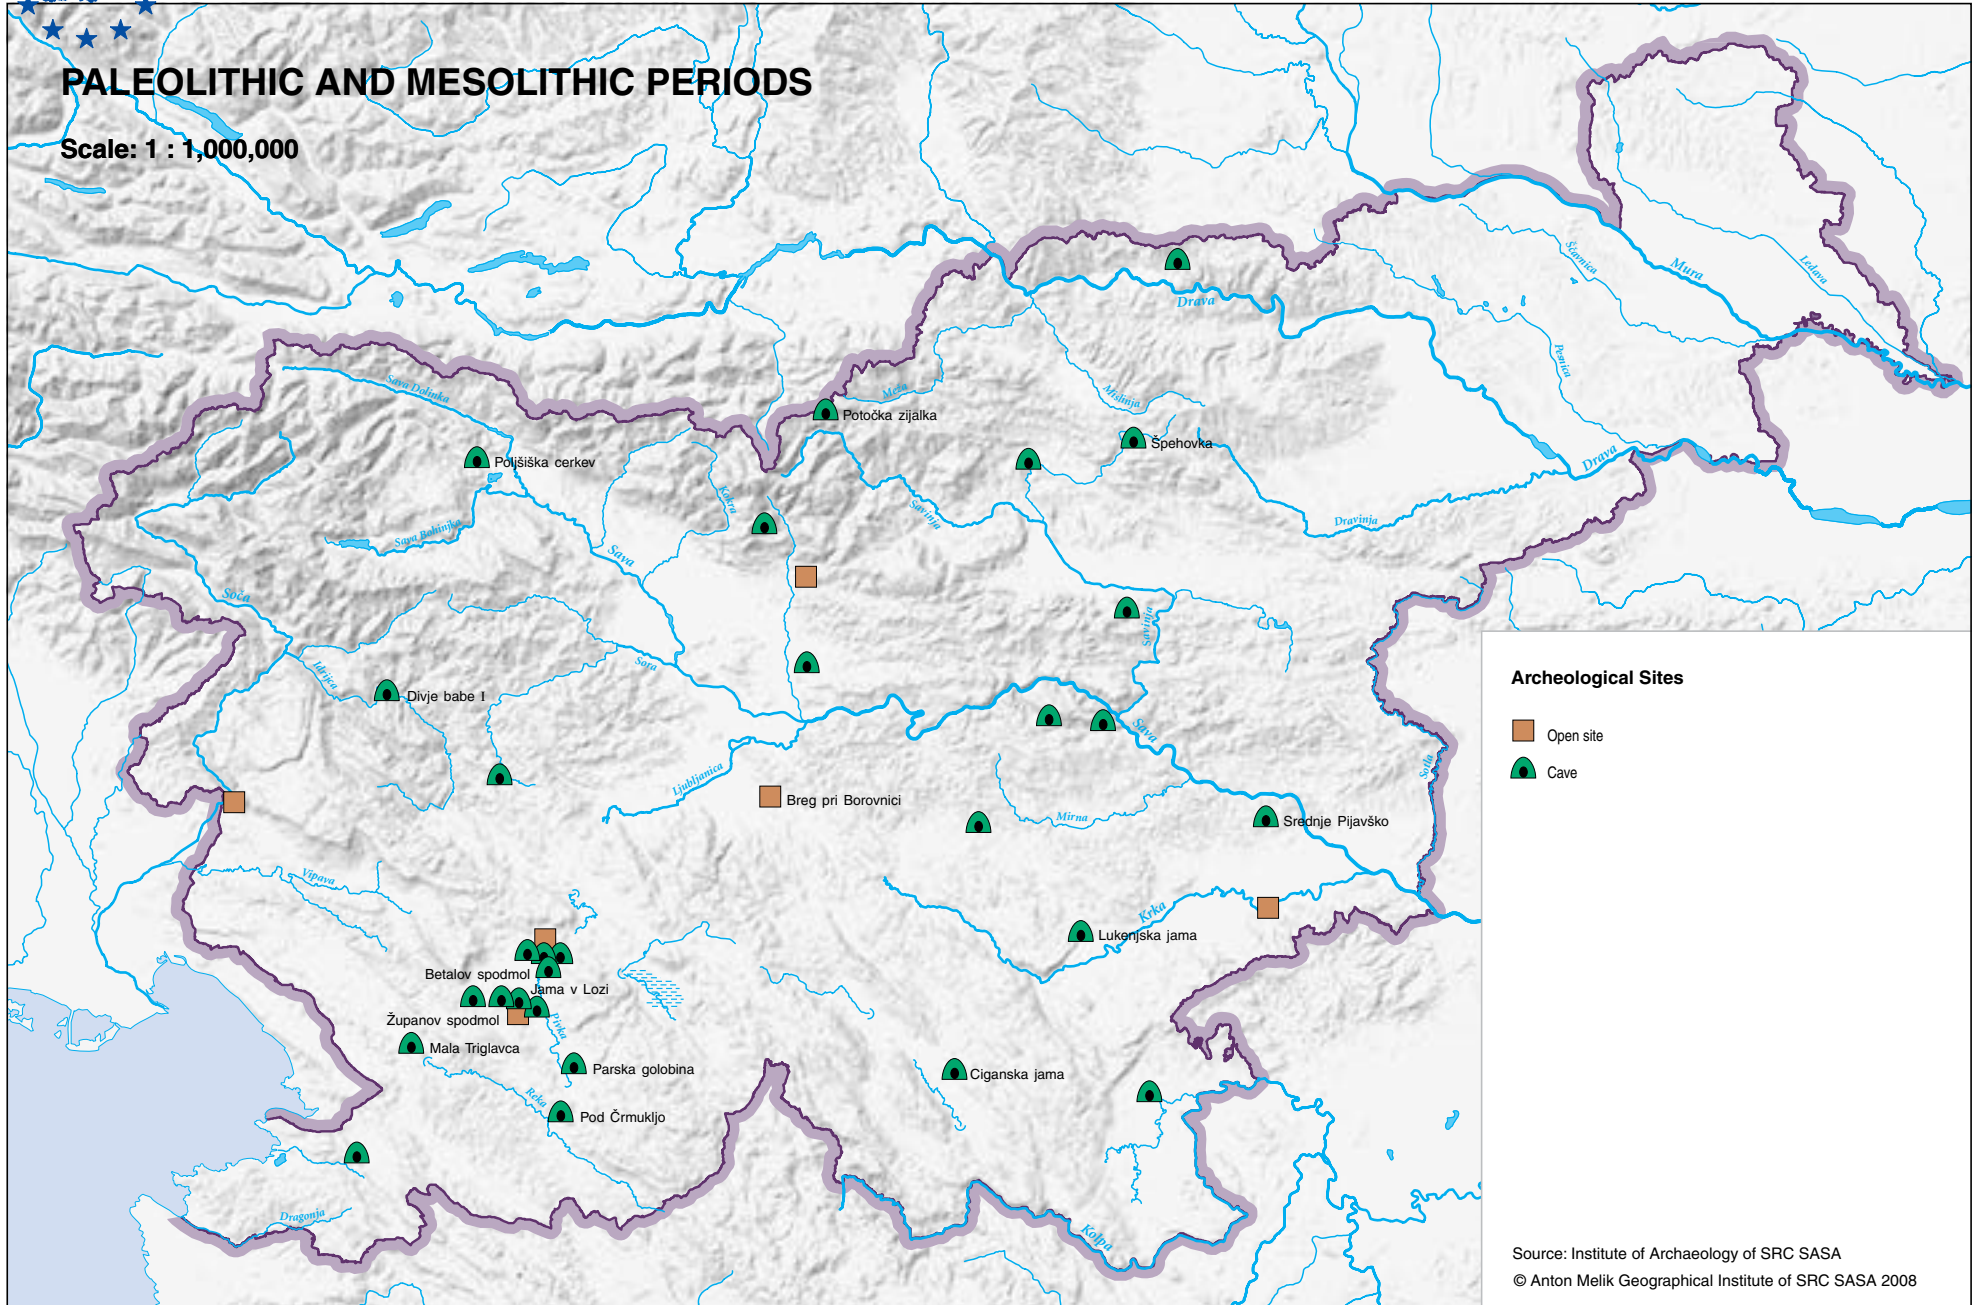 PALEOLITHIC AND MESOLITHIC PERIODS
Scale: 1 : 1,000,000
Drava
Mura
Ščavnica
Ledava
Pesnica
Sava Dolinka
Meža
Mislinja
Potočka zijalka
Špehovka
Poljšiška cerkev
Drava
Kokra
Savinja
Dravinja
Sava Bohinjka
Sava
Soča
Savinja
Idrijca
Sora
Divje babe I
Sava
Sotla
Ljubljanica
Breg pri Borovnici
Mirna
Srednje Pijavško
Vipava
Krka
Lukenjska jama
Betalov spodmol
Jama v Lozi
Županov spodmol
Pivka
Mala Triglavca
Parska golobina
Ciganska jama
Reka
Pod Črmukljo
Dragonja
Kolpa
Archeological Sites
Open site
Cave
Source: Institute of Archaeology of SRC SASA
© Anton Melik Geographical Institute of SRC SASA 2008